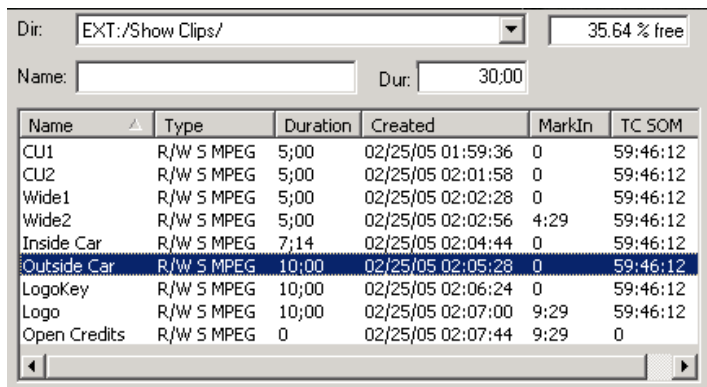 Dir: EXT:/Show Clips/ 35.64 % free
Name: Dur: 30;00
Name Type Duration Created MarkIn TC SOM
CU1 R/W S MPEG 5;00 02/25/05 01:59:36 0 59:46:12
CU2 R/W S MPEG 5;00 02/25/05 02:01:58 0 59:46:12
Wide1 R/W S MPEG 5;00 02/25/05 02:02:28 0 59:46:12
Wide2 R/W S MPEG 5;00 02/25/05 02:02:56 4:29 59:46:12
Inside Car R/W S MPEG 7;14 02/25/05 02:04:44 0 59:46:12
Outside Car R/W S MPEG 10;00 02/25/05 02:05:28 0 59:46:12
LogoKey R/W S MPEG 10;00 02/25/05 02:06:24 0 59:46:12
Logo R/W S MPEG 10;00 02/25/05 02:07:00 9:29 59:46:12
Open Credits R/W S MPEG 0 02/25/05 02:07:44 9:29 0